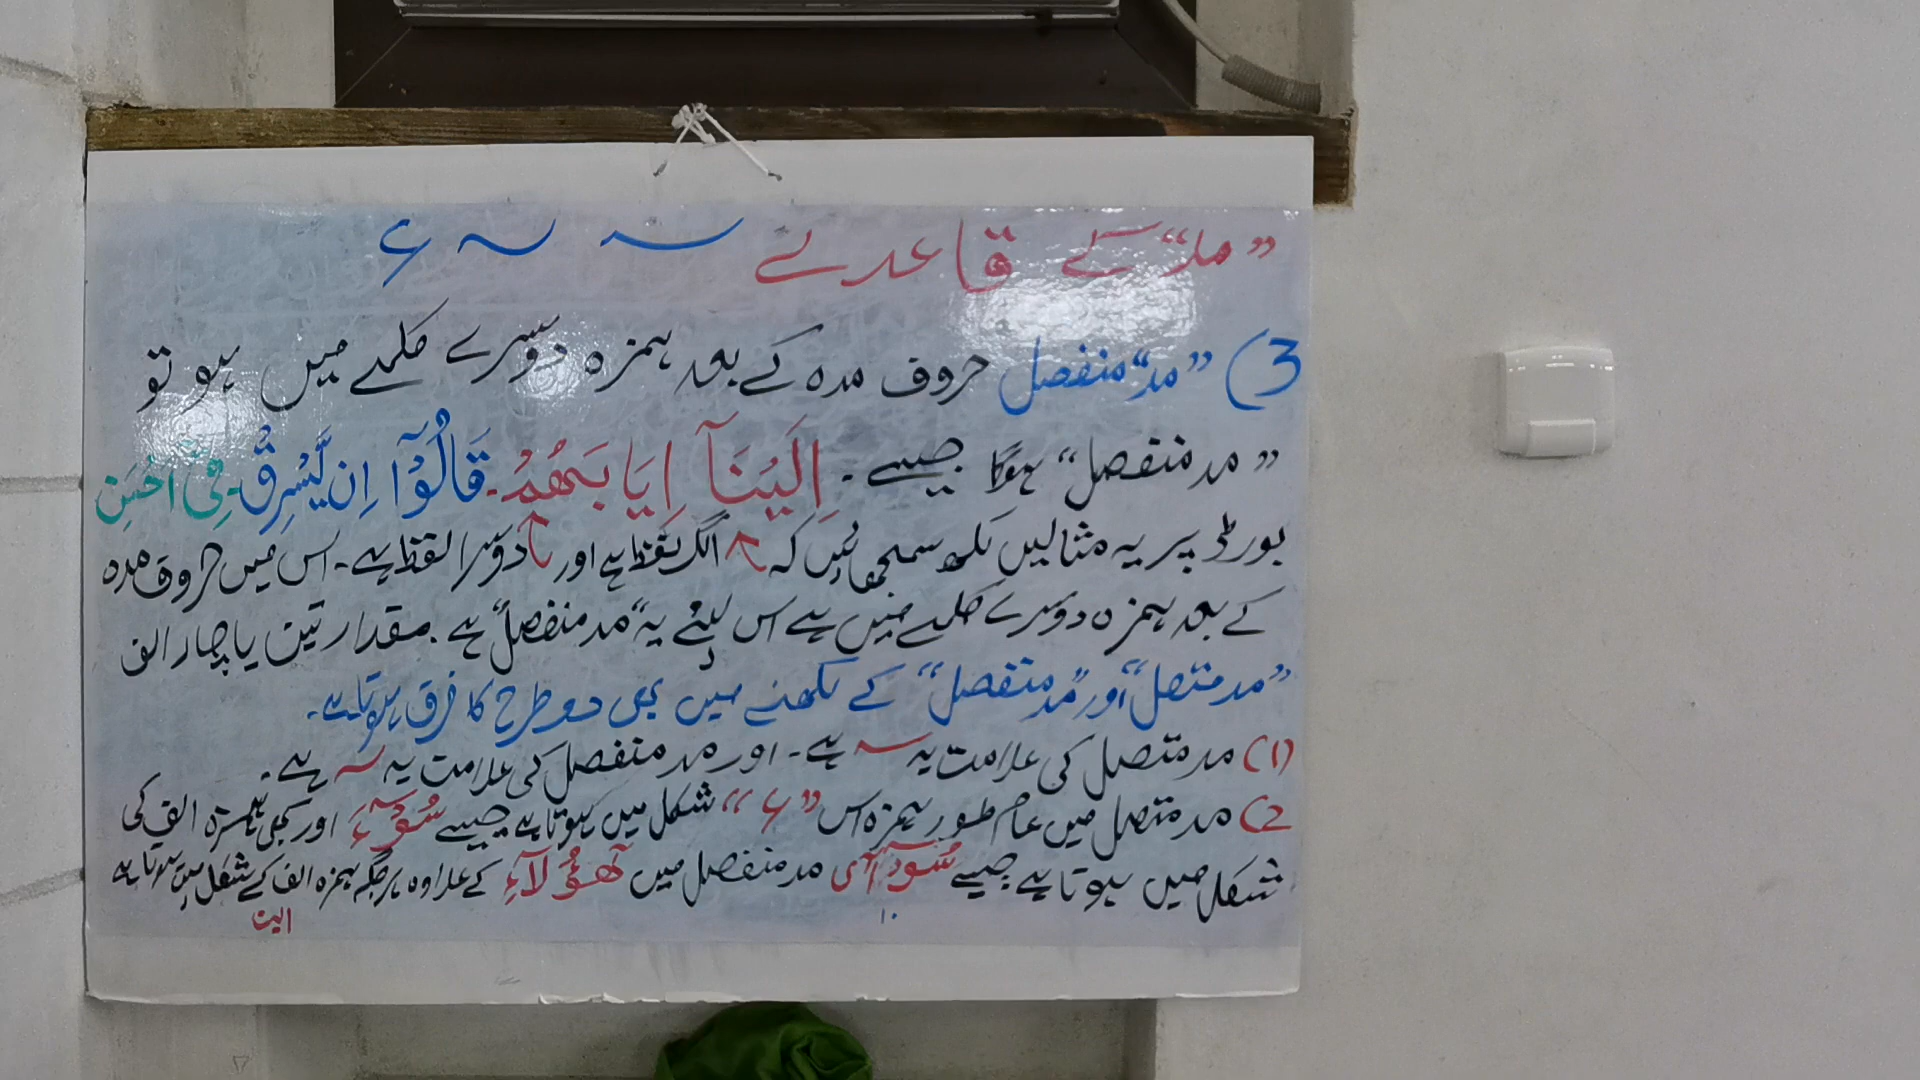 ”مد“ کے قاعدے ۤ ٓ ء
3) ”مد منفصل“ حروف مدہ کے بعد ہمزہ دوسرے کلمے میں ہو تو
”مد منفصل“ ہوگا جیسے۔ اِلَیْنَاۤ اِیَابَهُمْ۔ قَالُوْۤا اِنْ یَّسْرِقْ۔ فِیْۤ اَحْسَنِ
بورڈ پر یہ مثالیں لکھ سمجھائیں کہ ↑ الگ لفظ ہے اور ↑ دوسرا لفظ ہے۔ اس میں حروف مدہ
کے بعد ہمزہ دوسرے کلمے میں ہے اس لیٔے یہ ”مد منفصل“ ہے۔ مقدار تین یا چار الف
”مد متصل“ اور ”مد منفصل“ کے لکھنے میں بھی دو طرح کا فرق ہوتا ہے۔
(1) مد متصل کی علامت یہ ٓ ہے۔ اور مد منفصل کی علامت یہ ۤ ہے۔
(2 مد متصل میں عام طور ہمزہ اس ”ء“ شکل میں ہوتا ہے جیسے سُوْٓءَ اور کبھی ہمزہ الف کی
شکل میں ہوتا ہے جیسے مد منفصل میں هٰۤؤُلَآءِ کے علاوہ ہر جگہ ہمزہ الف کے شکل میں ہوتا ہے